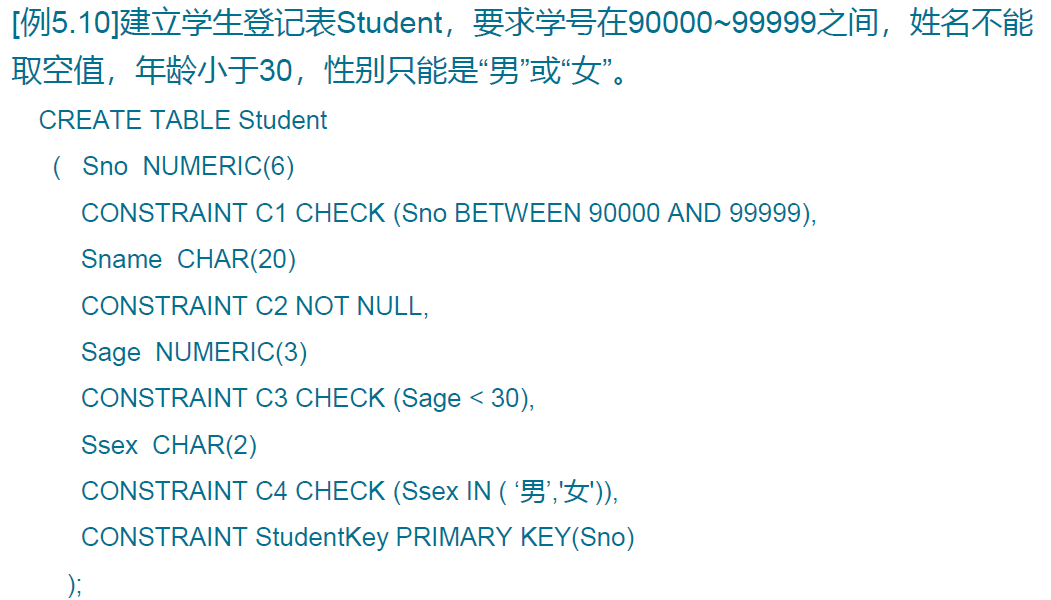 [例5.10]建立学生登记表Student，要求学号在90000~99999之间，姓名不能
取空值，年龄小于30，性别只能是“男”或“女”。
CREATE TABLE Student
( Sno NUMERIC(6)
CONSTRAINT C1 CHECK (Sno BETWEEN 90000 AND 99999),
Sname CHAR(20)
CONSTRAINT C2 NOT NULL,
Sage NUMERIC(3)
CONSTRAINT C3 CHECK (Sage < 30),
Ssex CHAR(2)
CONSTRAINT C4 CHECK (Ssex IN ( ‘男’,'女')),
CONSTRAINT StudentKey PRIMARY KEY(Sno)
);